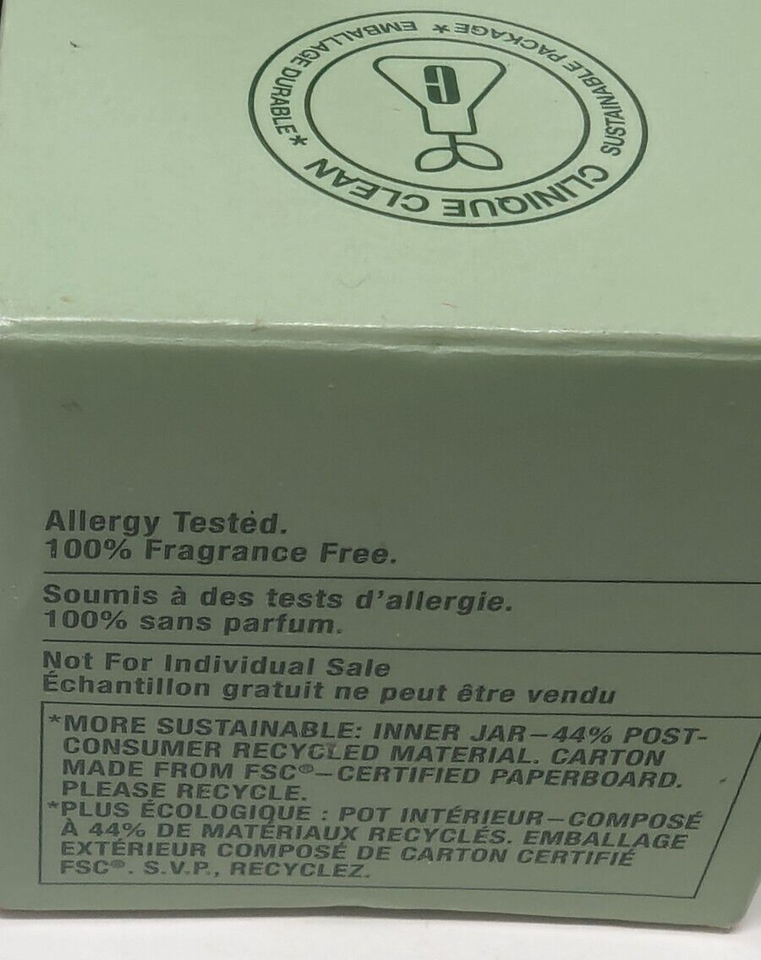 CLINIQUE CLEAN
SUSTAINABLE PACKAGE* EMBALLAGE DURABLE*
C
Allergy Tested.
100% Fragrance Free.
Soumis à des tests d'allergie.
100% sans parfum.
Not For Individual Sale
Échantillon gratuit ne peut être vendu
*MORE SUSTAINABLE: INNER JAR–44% POST-
CONSUMER RECYCLED MATERIAL. CARTON
MADE FROM FSC®–CERTIFIED PAPERBOARD.
PLEASE RECYCLE.
*PLUS ÉCOLOGIQUE : POT INTÉRIEUR–COMPOSÉ
À 44% DE MATÉRIAUX RECYCLÉS. EMBALLAGE
EXTÉRIEUR COMPOSÉ DE CARTON CERTIFIÉ
FSC®. S.V.P., RECYCLEZ.